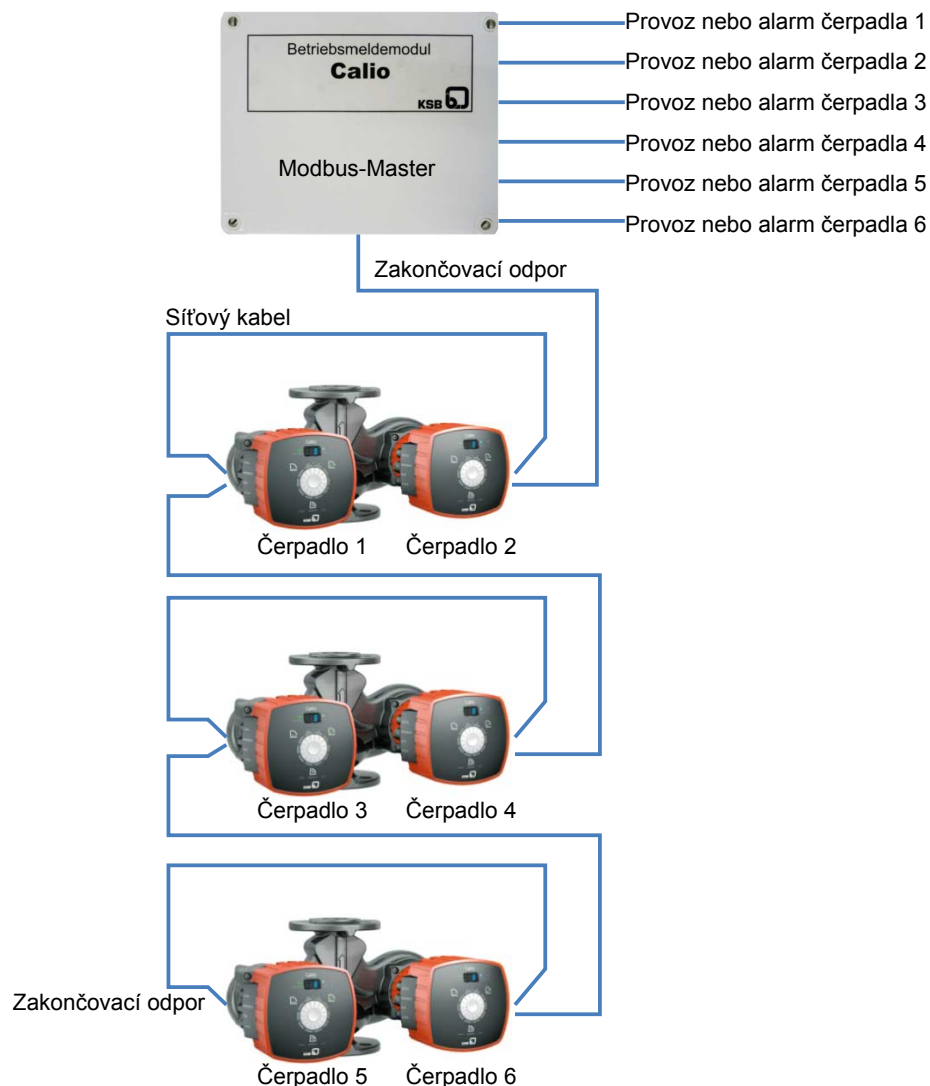 Betriebsmeldemodul
Calio
KSB
Modbus-Master
Provoz nebo alarm čerpadla 1
Provoz nebo alarm čerpadla 2
Provoz nebo alarm čerpadla 3
Provoz nebo alarm čerpadla 4
Provoz nebo alarm čerpadla 5
Provoz nebo alarm čerpadla 6
Zakončovací odpor
Síťový kabel
Čerpadlo 1
Čerpadlo 2
Čerpadlo 3
Čerpadlo 4
Zakončovací odpor
Čerpadlo 5
Čerpadlo 6